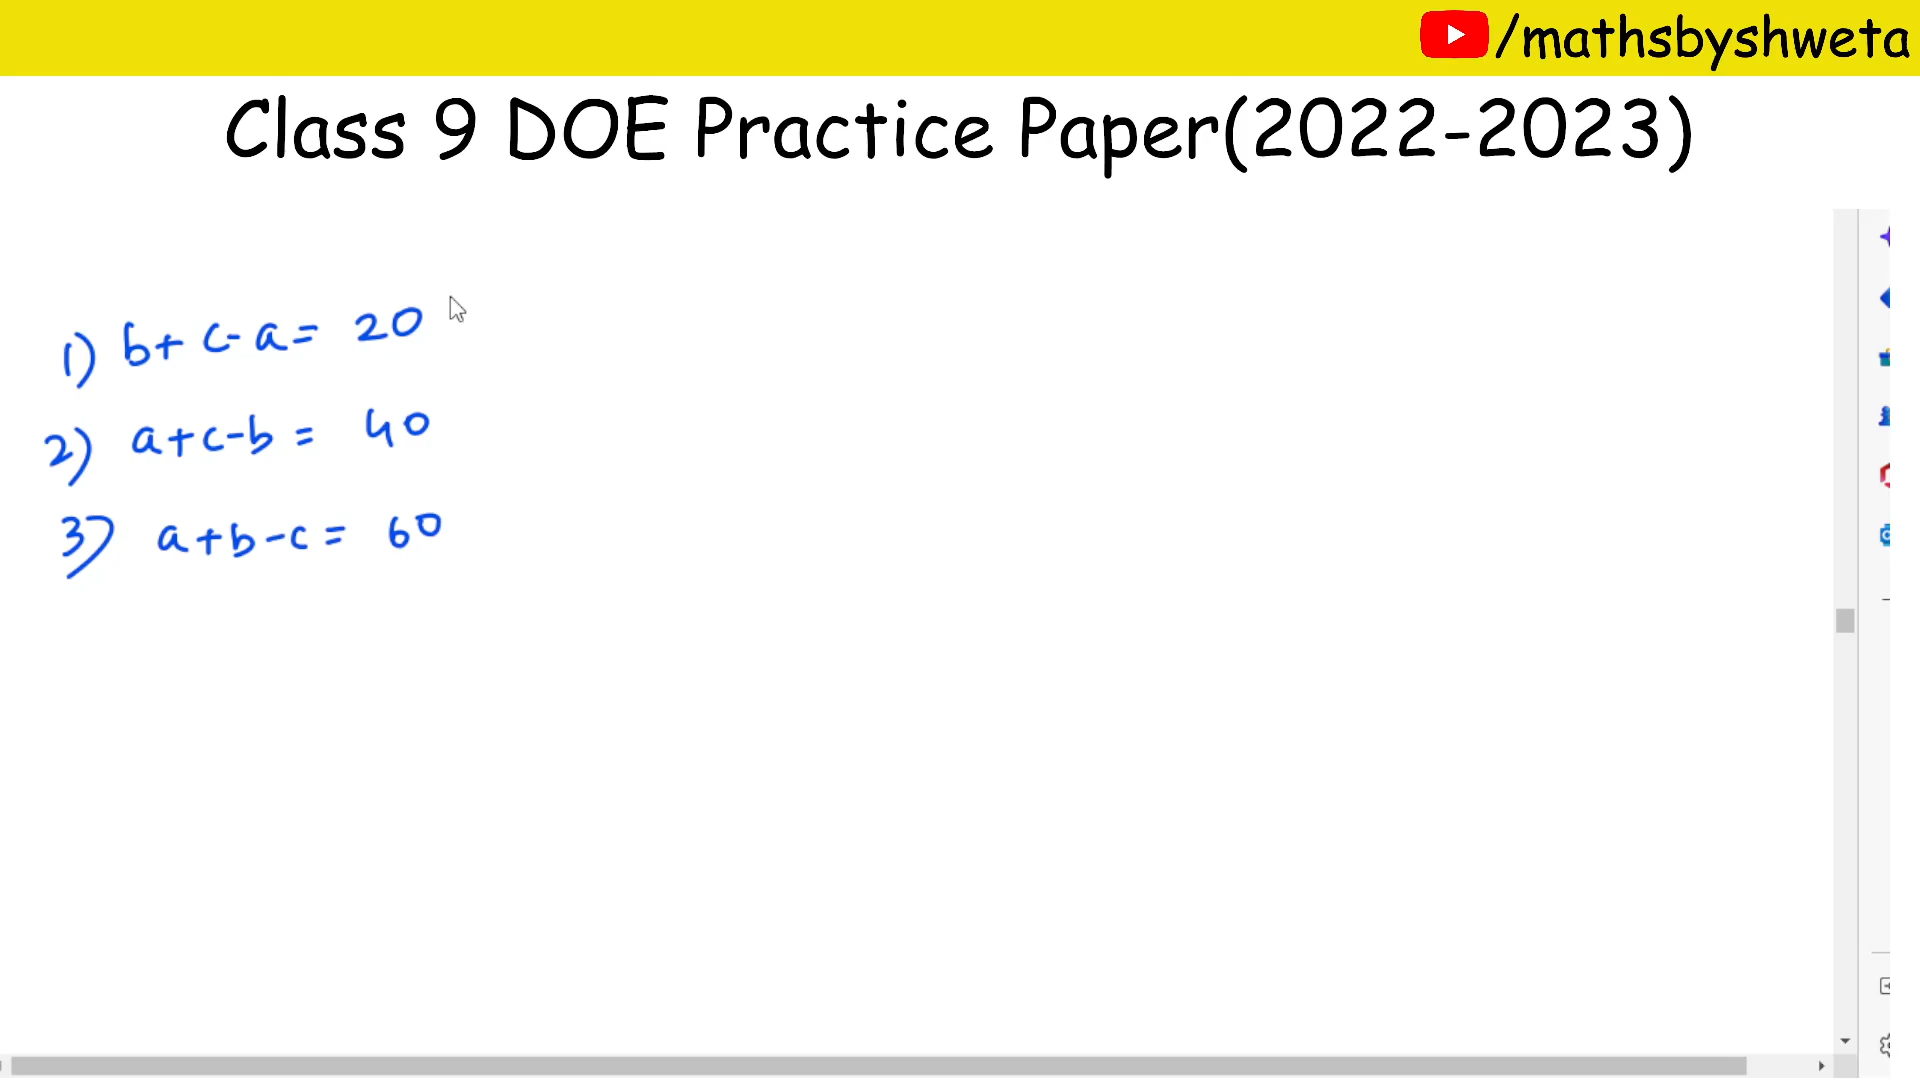 /mathsbyshweta
Class 9 DOE Practice Paper(2022-2023)
1) b+c-a= 20
2) a+c-b = 40
3) a+b-c= 60